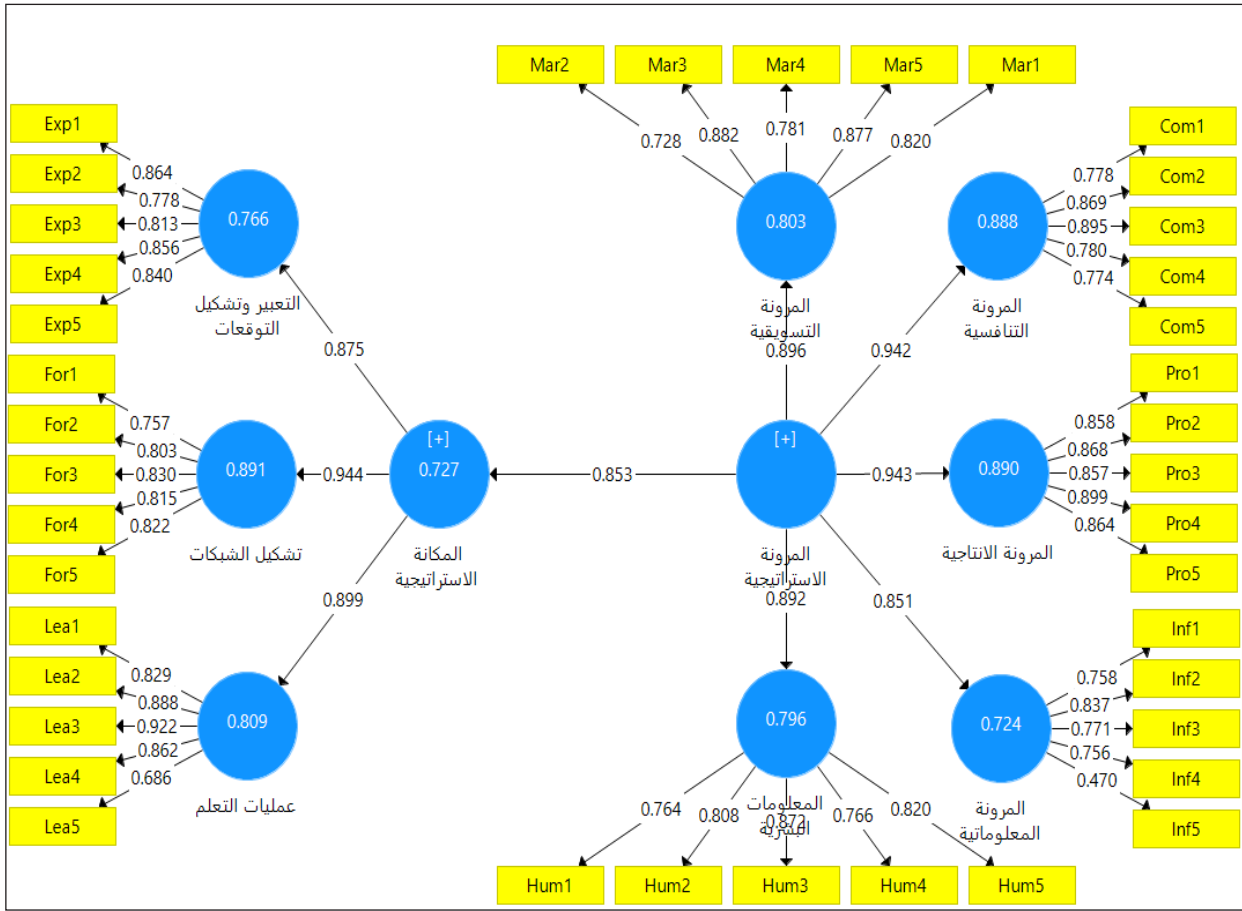 Mar2
Mar3
Mar4
Mar5
Mar1
0.728
0.882
0.781
0.877
0.820
Exp1
Exp2
Exp3
Exp4
Exp5
0.864
0.778
0.813
0.856
0.840
0.766
التعبير وتشكيل
التوقعات
0.875
0.803
المرونة
التسويقية
0.896
0.888
المرونة
التنافسية
0.942
0.778
0.869
0.895
0.780
0.774
Com1
Com2
Com3
Com4
Com5
For1
For2
For3
For4
For5
0.757
0.803
0.830
0.815
0.822
0.891
تشكيل الشبكات
0.944
[+]
0.727
المكانة
الاستراتيجية
0.853
[+]
المرونة
الاستراتيجية
0.943
0.890
المرونة الانتاجية
0.858
0.868
0.857
0.899
0.864
Pro1
Pro2
Pro3
Pro4
Pro5
Lea1
Lea2
Lea3
Lea4
Lea5
0.829
0.888
0.922
0.862
0.686
0.809
عمليات التعلم
0.899
0.892
0.796
المعلومات
البشرية
0.764
0.808
0.872
0.766
0.820
Hum1
Hum2
Hum3
Hum4
Hum5
0.851
0.724
المرونة
المعلوماتية
0.758
0.837
0.771
0.756
0.470
Inf1
Inf2
Inf3
Inf4
Inf5